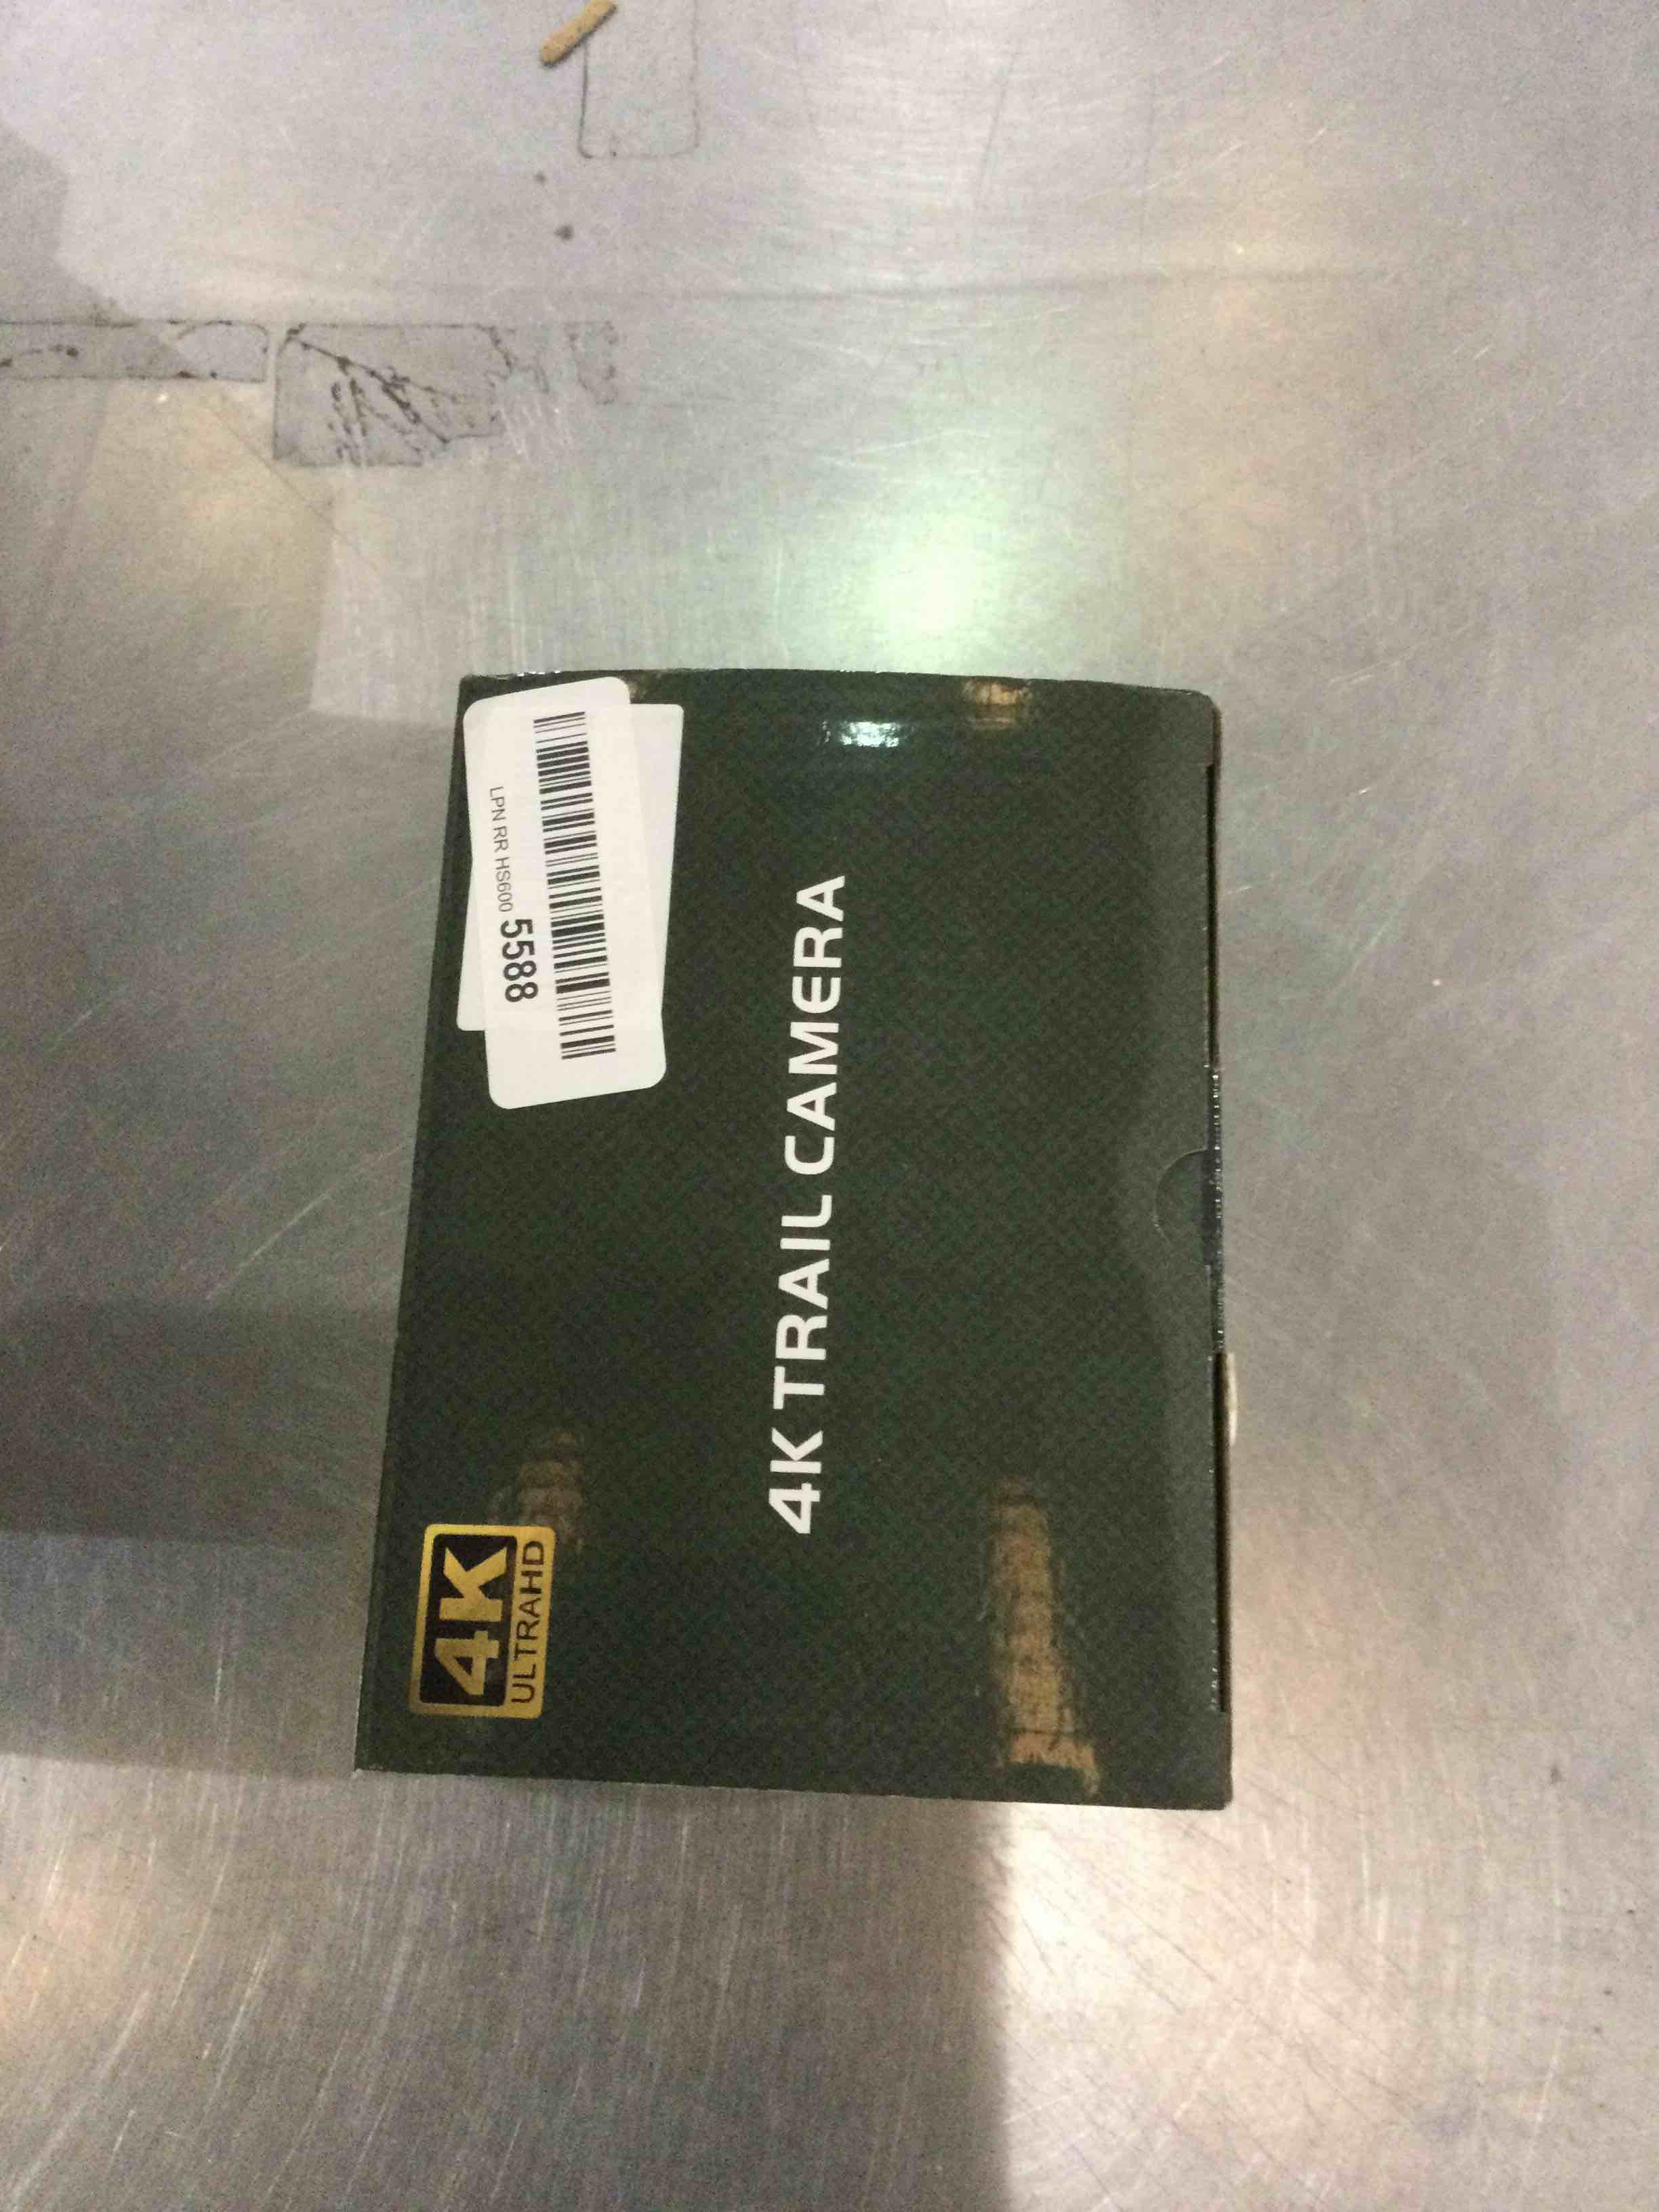 LPN RR HS600 5588
4K TRAIL CAMERA
4K
ULTRAHD